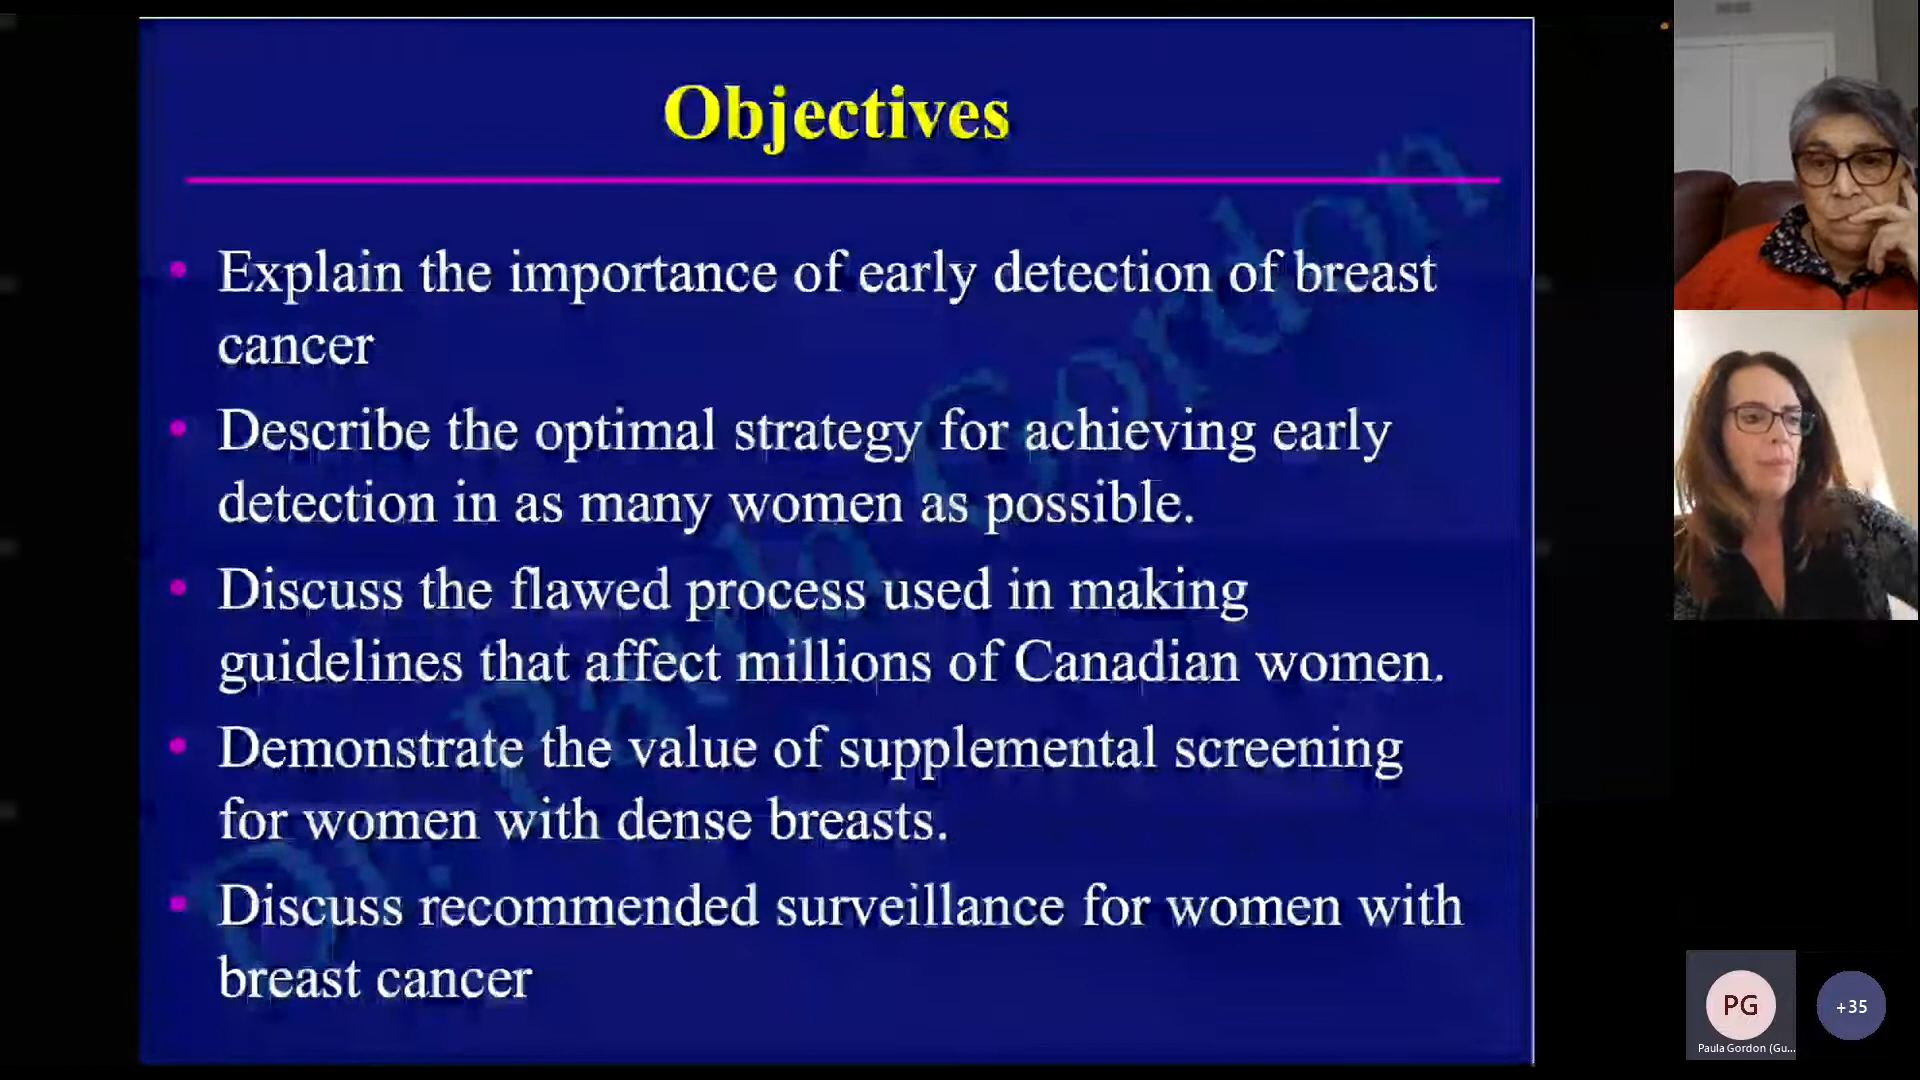 Objectives
Explain the importance of early detection of breast
cancer
Describe the optimal strategy for achieving early
detection in as many women as possible.
Discuss the flawed process used in making
guidelines that affect millions of Canadian women.
Demonstrate the value of supplemental screening
for women with dense breasts.
Discuss recommended surveillance for women with
breast cancer
Dr. Paula Gordon
PG
Paula Gordon (Gu...
+35